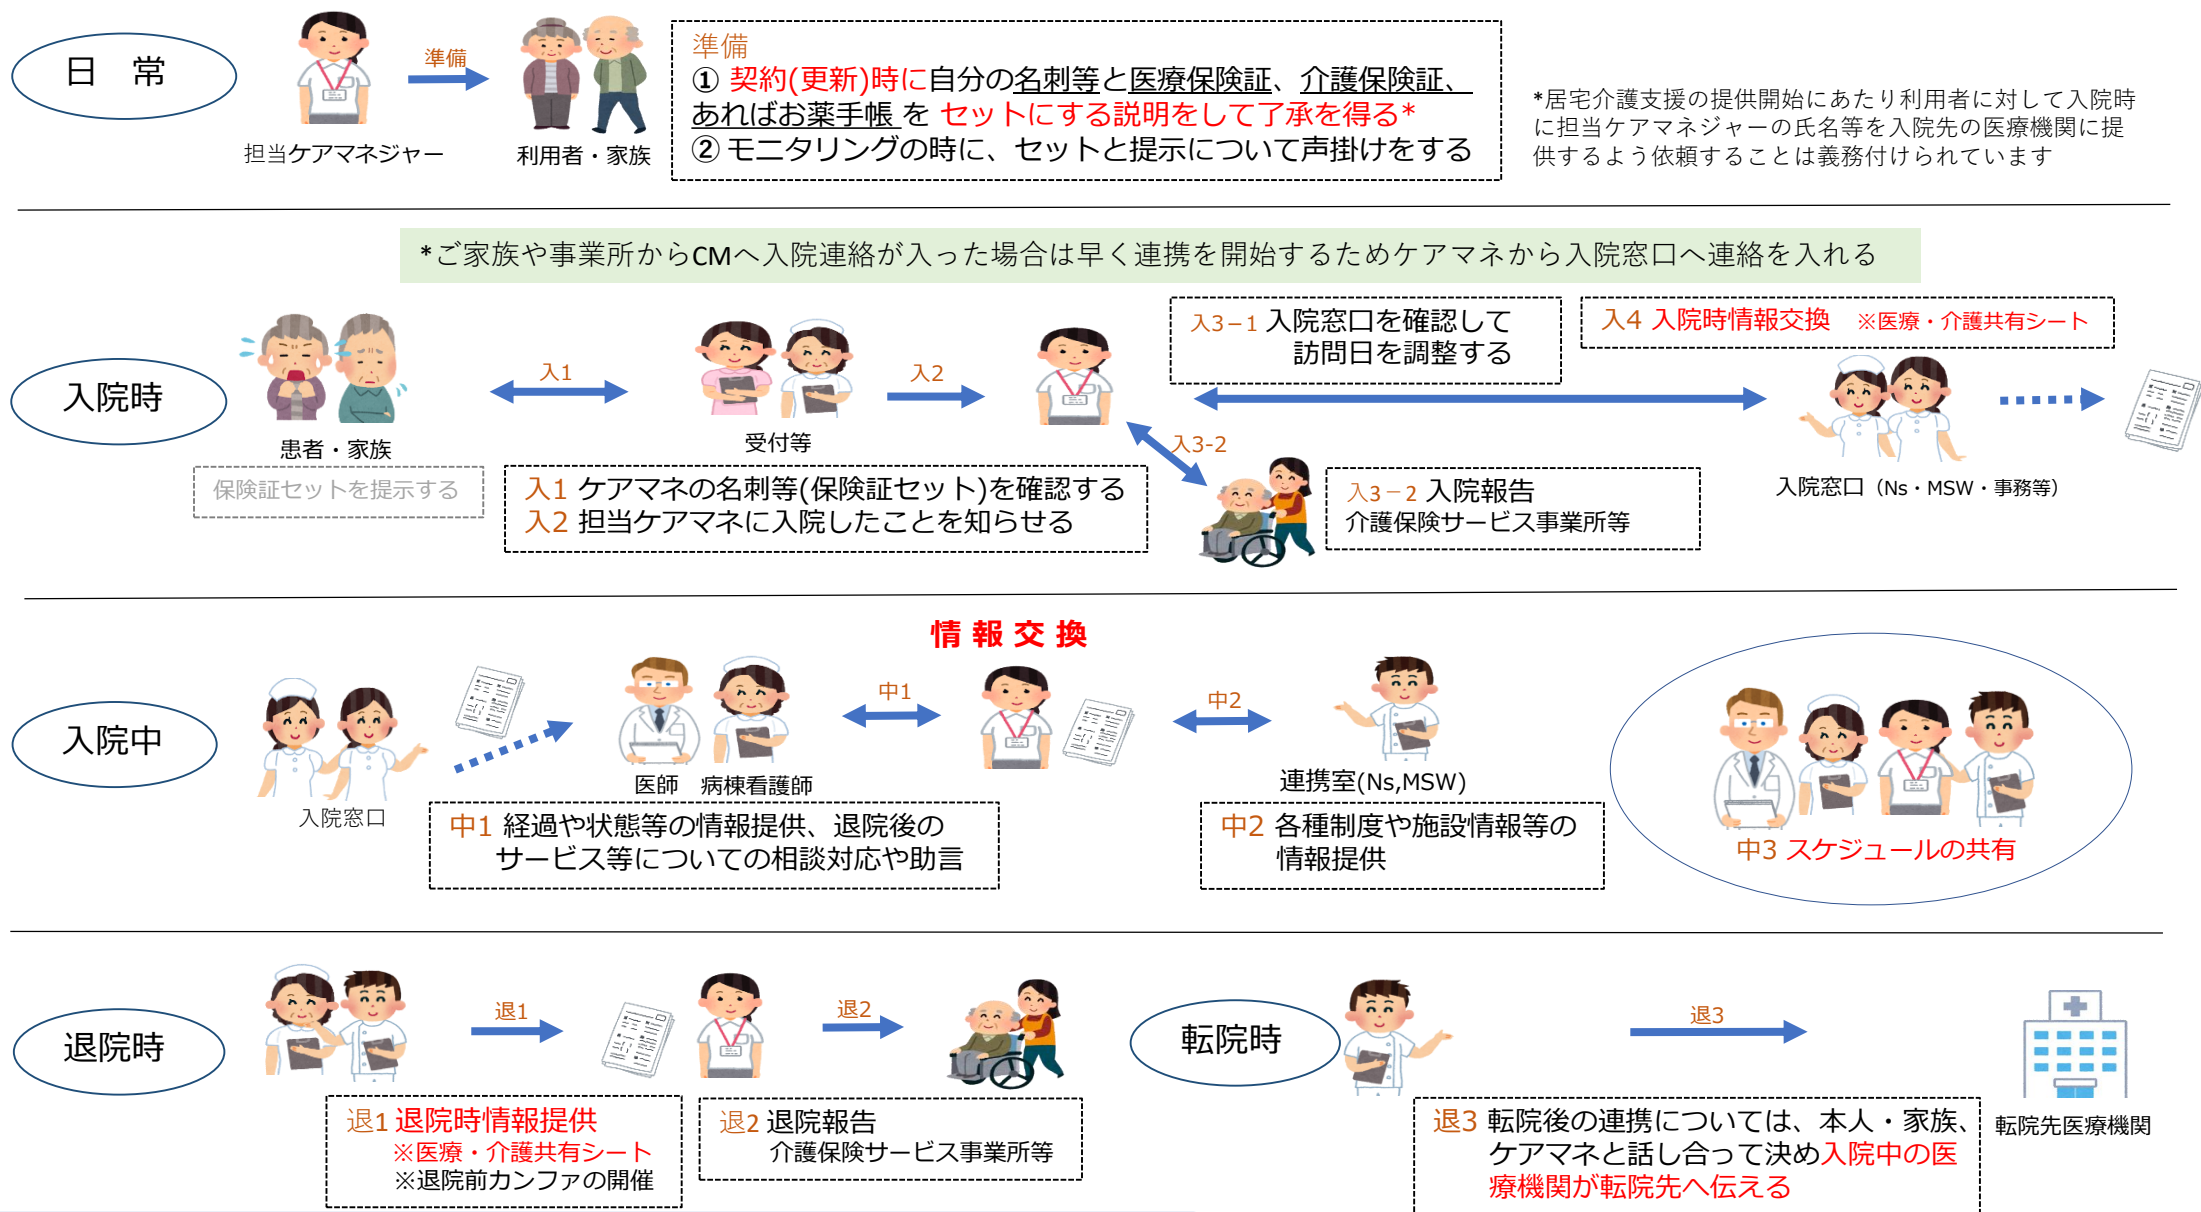 日　常
準備
担当ケアマネジャー
利用者・家族
準備
① 契約(更新)時に自分の名刺等と医療保険証、介護保険証、
あればお薬手帳 を セットにする説明をして了承を得る*
② モニタリングの時に、セットと提示について声掛けをする
*居宅介護支援の提供開始にあたり利用者に対して入院時
に担当ケアマネジャーの氏名等を入院先の医療機関に提
供するよう依頼することは義務付けられています
*ご家族や事業所からCMへ入院連絡が入った場合は早く連携を開始するためケアマネから入院窓口へ連絡を入れる
入院時
患者・家族
保険証セットを提示する
入1
受付等
入2
入1 ケアマネの名刺等(保険証セット)を確認する
入2 担当ケアマネに入院したことを知らせる
入3－1 入院窓口を確認して
訪問日を調整する
入3-2
入3－2 入院報告
介護保険サービス事業所等
入4 入院時情報交換　※医療・介護共有シート
入院窓口（Ns・MSW・事務等）
情 報 交 換
入院中
入院窓口
医師　病棟看護師
中1
中1 経過や状態等の情報提供、退院後の
サービス等についての相談対応や助言
中2
連携室(Ns,MSW)
中2 各種制度や施設情報等の
情報提供
中3 スケジュールの共有
退院時
退1
退1 退院時情報提供
※医療・介護共有シート
※退院前カンファの開催
退2
退2 退院報告
介護保険サービス事業所等
転院時
退3
退3 転院後の連携については、本人・家族、
ケアマネと話し合って決め入院中の医
療機関が転院先へ伝える
転院先医療機関